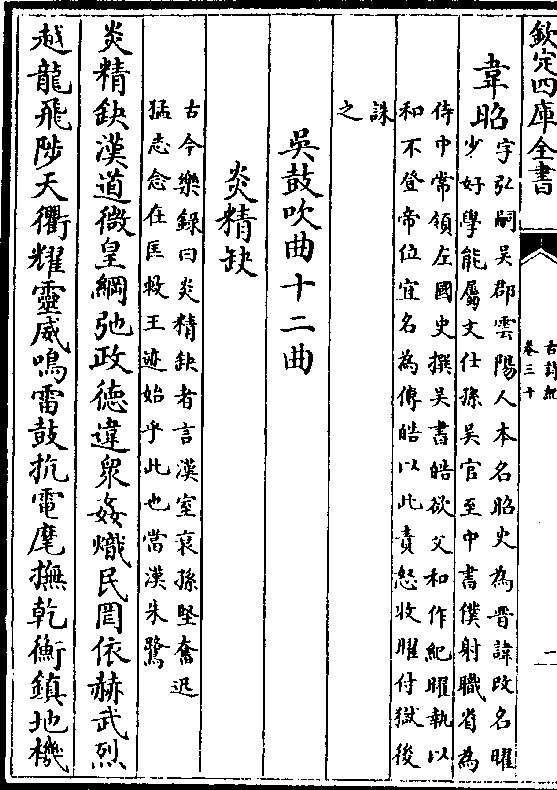 欽定四庫全書
古詩紀
卷三十
一
韋昭
字弘嗣吳郡雲陽人本名昭史為晉諱改名曜
少好學能屬文仕孫吳官至中書僕射職省為
侍中常領左國史撰吳書皓欲父和作紀曜執以
和不登帝位宜名為傳皓以此責怒收曜付獄後
誅
之
吳鼓吹曲十二曲
炎精缺
古今樂錄曰炎精缺者言漢室衰孫堅奮迅
猛志念在匡救王迹始乎此也當漢朱鷺
炎精缺漢道微皇綱弛政德違衆姦熾民罔依赫武烈
越龍飛陟天衢耀靈威鳴雷鼓抗電麾撫乾衡鎮地機